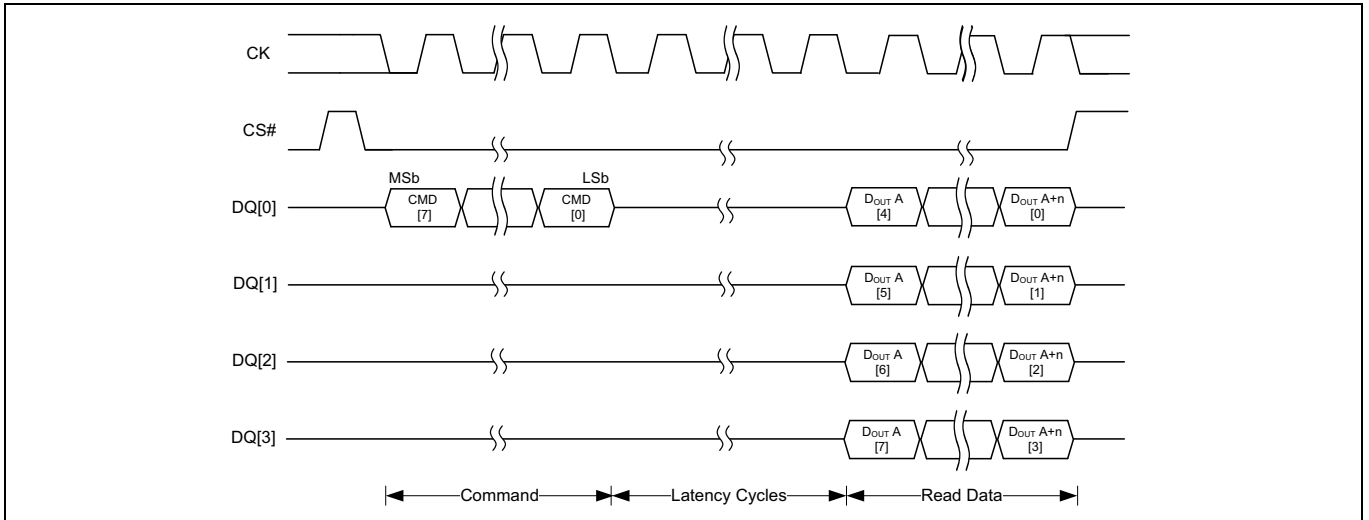 CK
CS#
MSb LSb
DQ[0] CMD [7] CMD [0] DOUT A [4] DOUT A+n [0]
DQ[1] DOUT A [5] DOUT A+n [1]
DQ[2] DOUT A [6] DOUT A+n [2]
DQ[3] DOUT A [7] DOUT A+n [3]
Command Latency Cycles Read Data